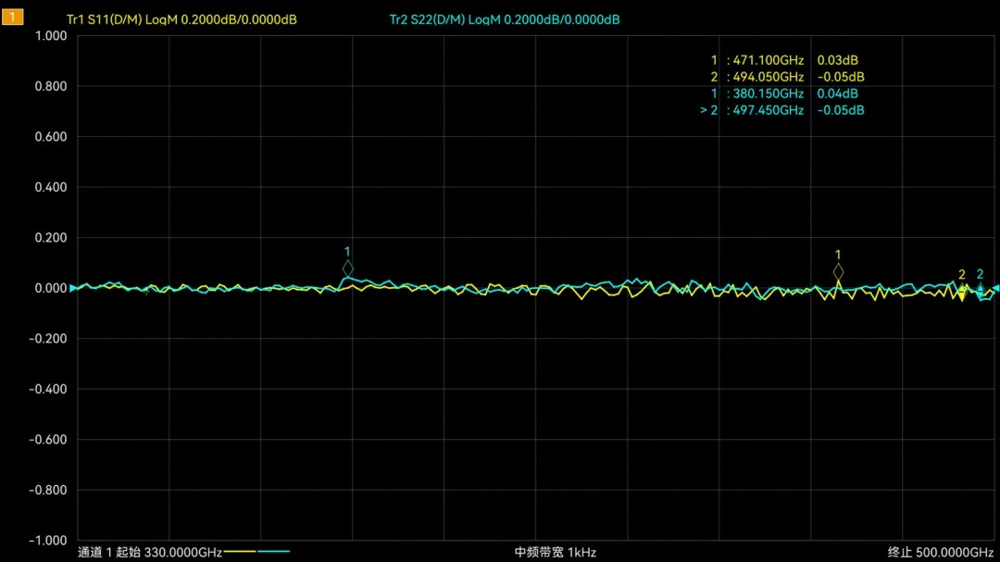 1
Tr1 S11(D/M) LogM 0.2000dB/0.0000dB Tr2 S22(D/M) LogM 0.2000dB/0.0000dB
1.000
1 :471.100GHz 0.03dB
2 :494.050GHz -0.05dB
0.800
1 :380.150GHz 0.04dB
>2 :497.450GHz -0.05dB
0.600
0.400
0.200
1
1
2 2
0.000
-0.200
-0.400
-0.600
-0.800
-1.000
通道 1 起始 330.0000GHz 中频带宽 1kHz 终止 500.0000GHz